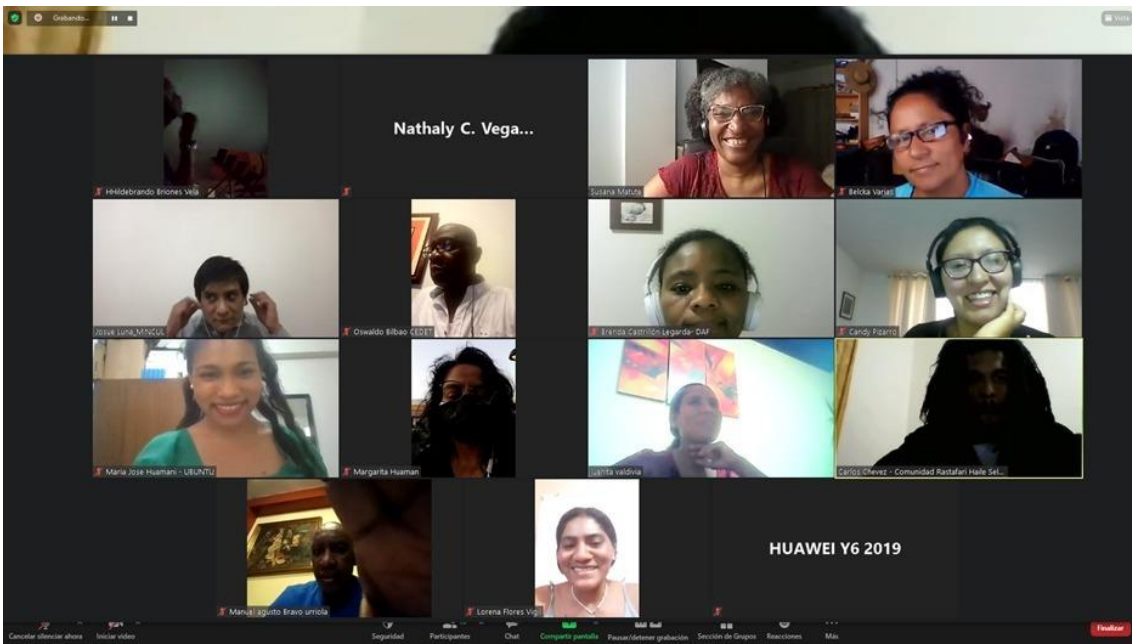 Grabando...
Vista
HHildebrando Briones Vela
Nathaly C. Vega...
Susana Matute
Belcka Varias
Josue Luna_MINCUL
Oswaldo Bilbao CEDET
Erenda Castrillón Legarda- DAF
Candy Pizarro
Maria Jose Huamani - UBUNTU
Margarita Huaman
juanita valdivia
Carlos Chevez - Comunidad Rastafari Haile Sel...
Manuel agusto Bravo urriola
Lorena Flores Vigil
HUAWEI Y6 2019
Cancelar silenciar ahora
Iniciar video
Seguridad
Participantes
Chat
Compartir pantalla
Pausar/detener grabación
Sección de Grupos
Reacciones
Más
Finalizar